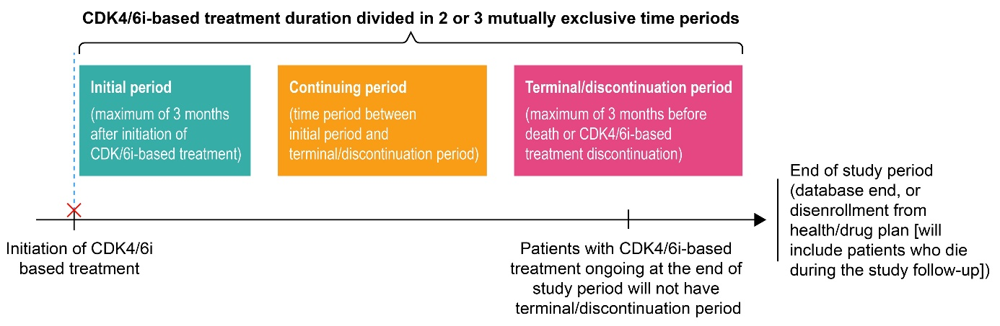 CDK4/6i-based treatment duration divided in 2 or 3 mutually exclusive time periods
Initial period
(maximum of 3 months
after initiation of
CDK/6i-based treatment)
Continuing period
(time period between
initial period and
terminal/discontinuation period)
Terminal/discontinuation period
(maximum of 3 months before
death or CDK4/6i-based
treatment discontinuation)
End of study period
(database end, or
disenrollment from
health/drug plan [will
include patients who die
during the study follow-up])
Initiation of CDK4/6i
based treatment
Patients with CDK4/6i-based
treatment ongoing at the end of
study period will not have
terminal/discontinuation period